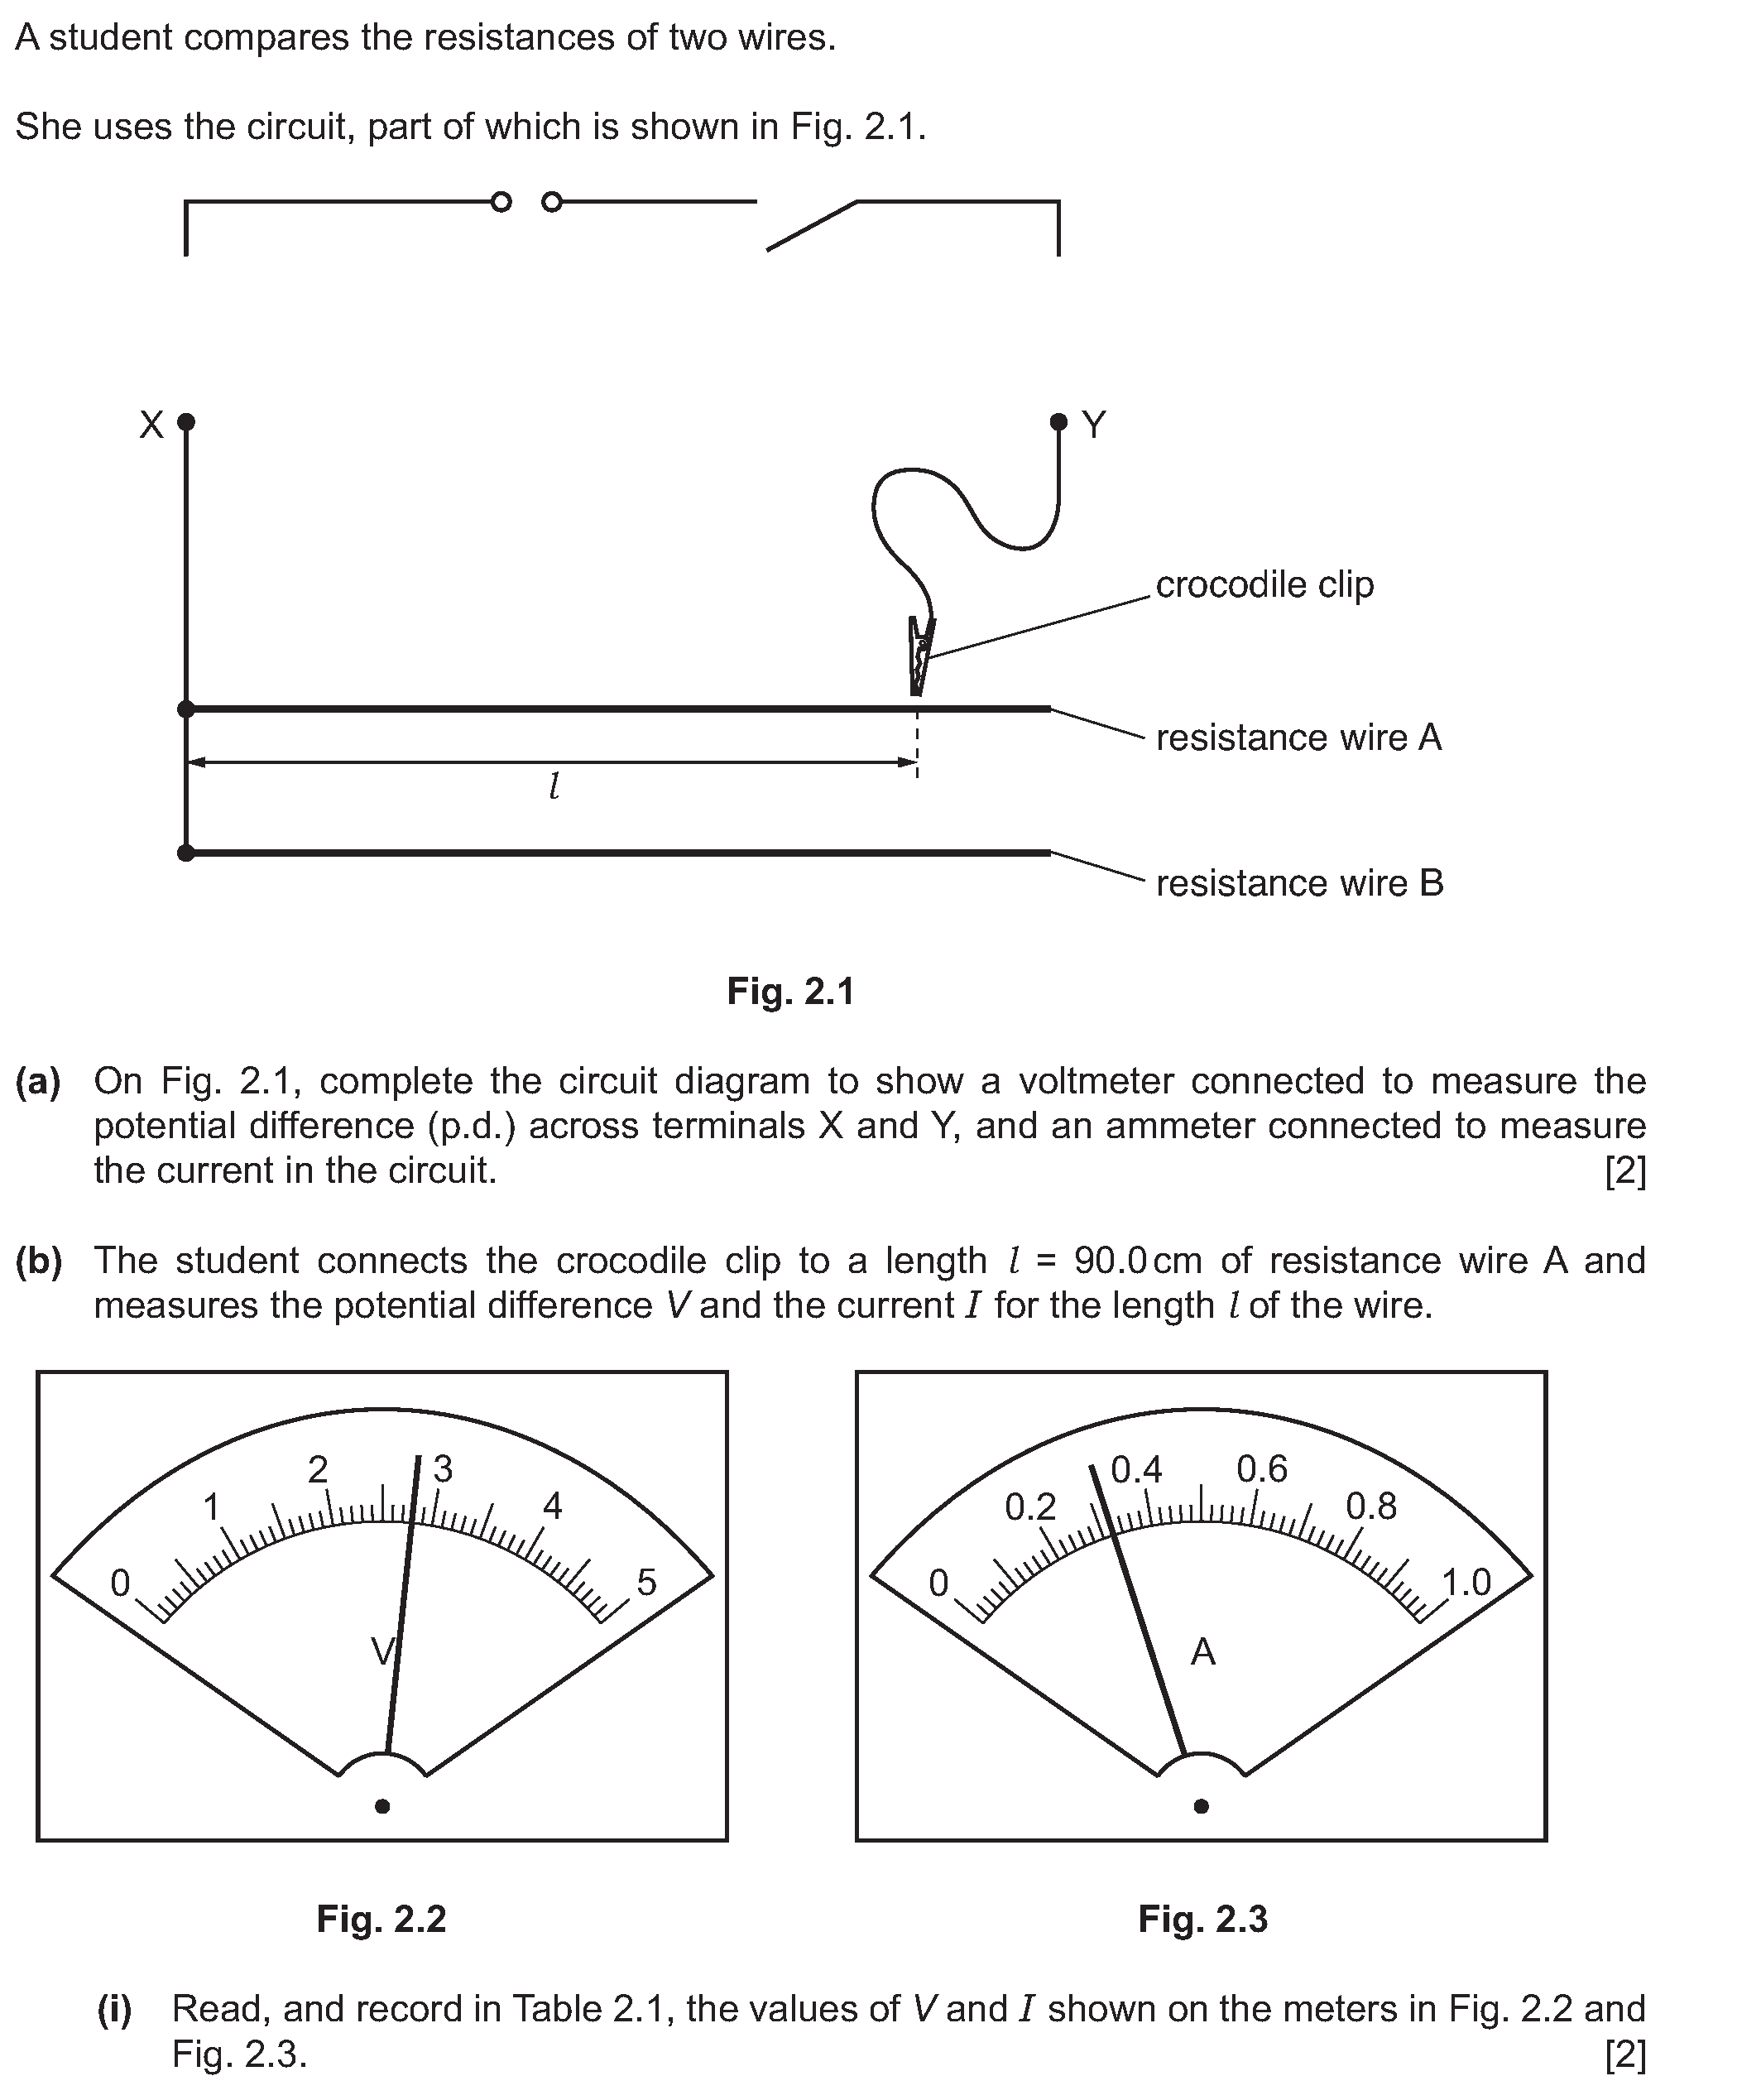 A student compares the resistances of two wires.
She uses the circuit, part of which is shown in Fig. 2.1.
X
Y
crocodile clip
resistance wire A
l
resistance wire B
Fig. 2.1
(a) On Fig. 2.1, complete the circuit diagram to show a voltmeter connected to measure the
potential difference (p.d.) across terminals X and Y, and an ammeter connected to measure
the current in the circuit. [2]
(b) The student connects the crocodile clip to a length l = 90.0 cm of resistance wire A and
measures the potential difference V and the current I for the length l of the wire.
0 1 2 3 4 5
V
0 0.2 0.4 0.6 0.8 1.0
A
Fig. 2.2
Fig. 2.3
(i) Read, and record in Table 2.1, the values of V and I shown on the meters in Fig. 2.2 and
Fig. 2.3. [2]